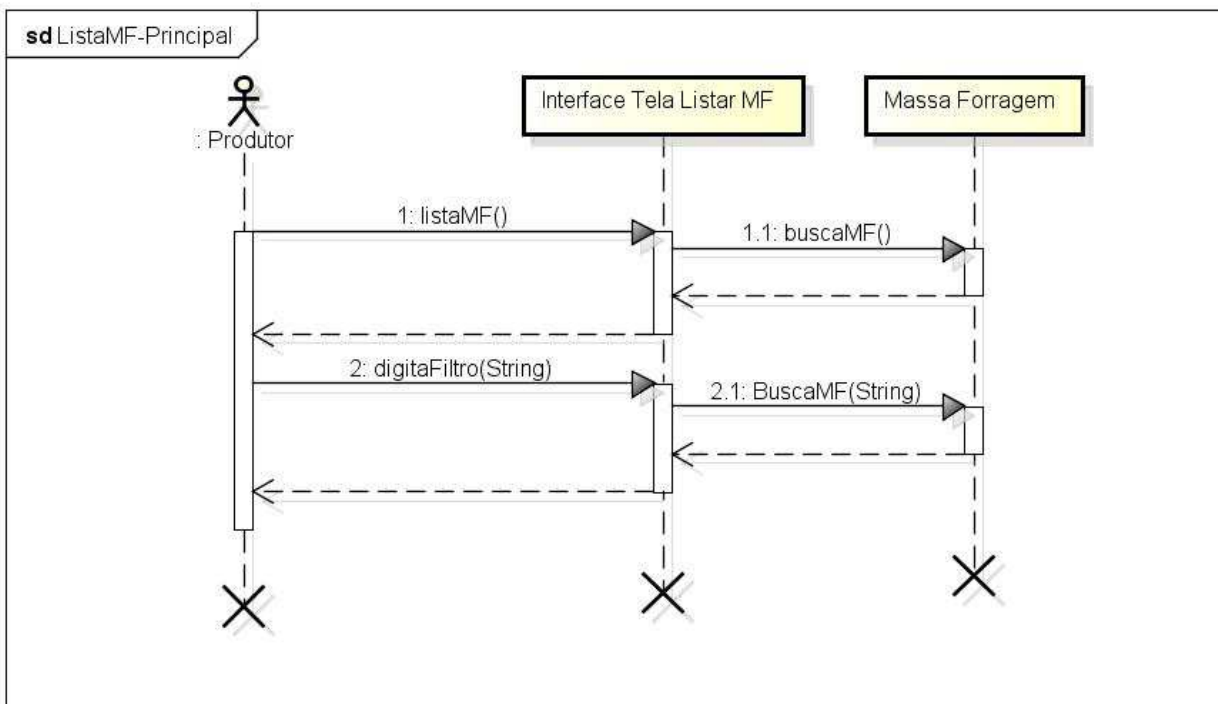 sd ListaMF-Principal
: Produtor
Interface Tela Listar MF
Massa Forragem
1: listaMF()
1.1: buscaMF()
2: digitaFiltro(String)
2.1: BuscaMF(String)